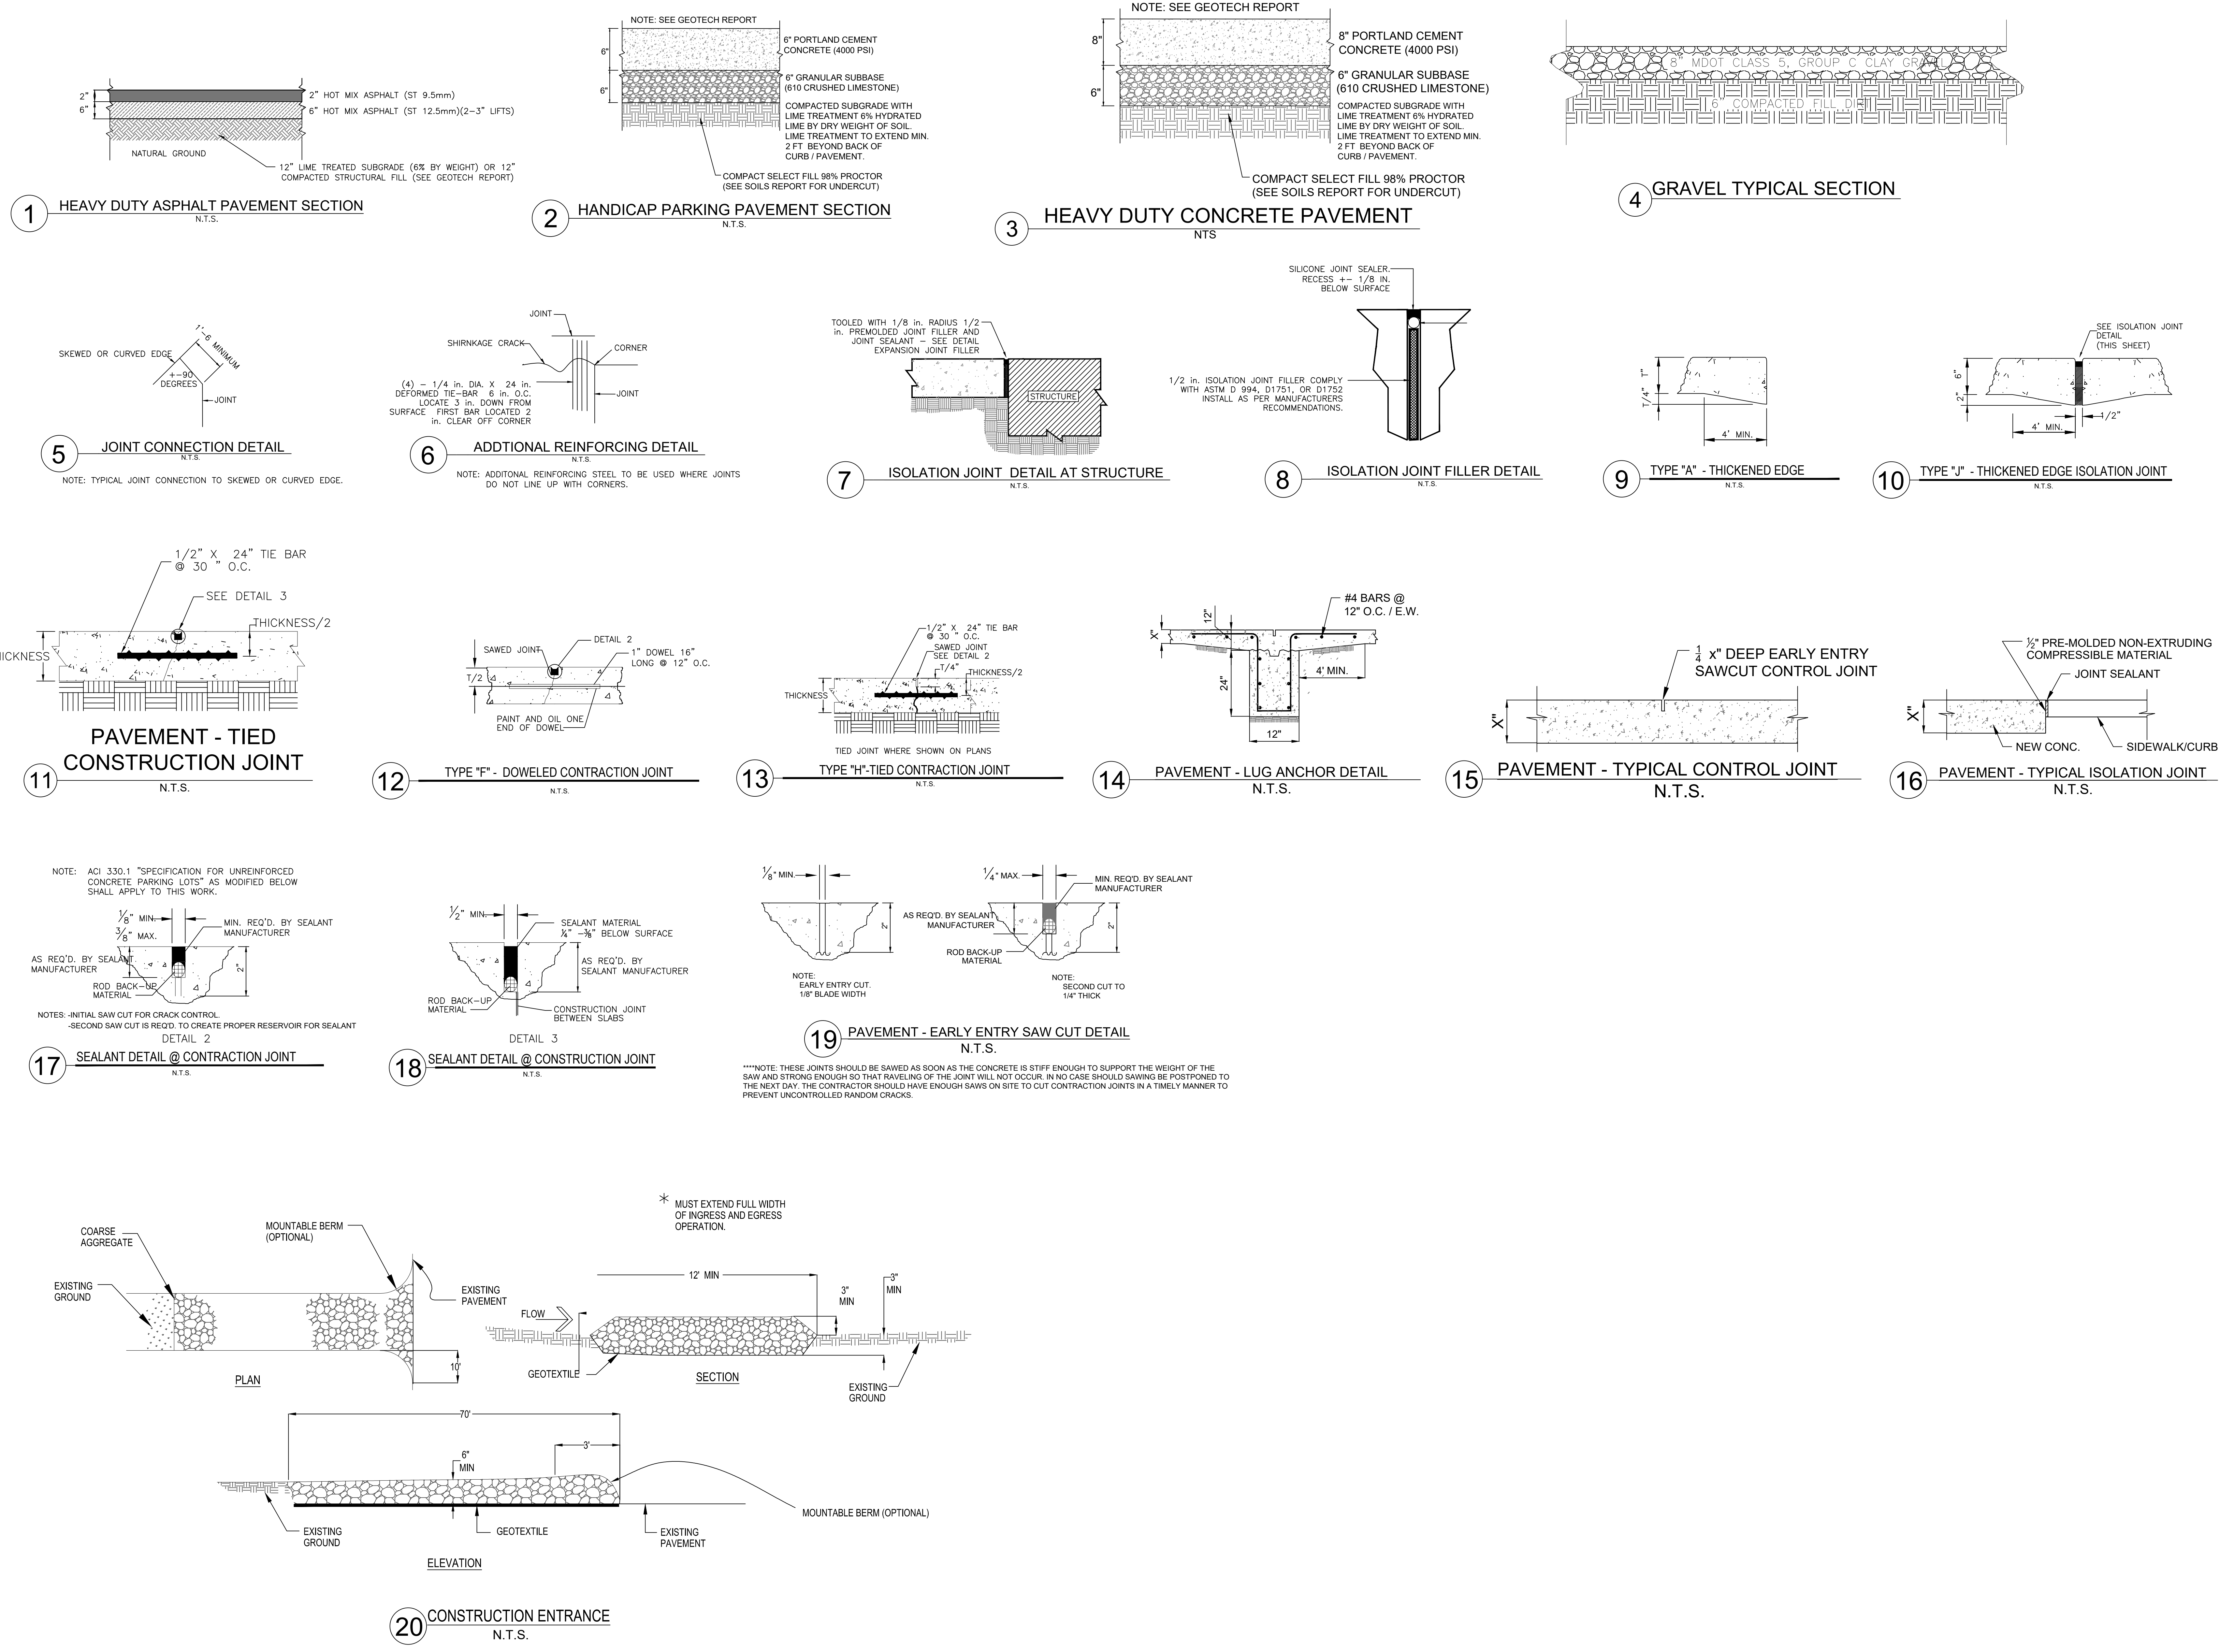 2"
6"
2" HOT MIX ASPHALT (ST 9.5mm)
6" HOT MIX ASPHALT (ST 12.5mm)(2-3" LIFTS)
NATURAL GROUND
12" LIME TREATED SUBGRADE (6% BY WEIGHT) OR 12"
COMPACTED STRUCTURAL FILL (SEE GEOTECH REPORT)
1 HEAVY DUTY ASPHALT PAVEMENT SECTION
N.T.S.
NOTE: SEE GEOTECH REPORT
6"
6"
6" PORTLAND CEMENT
CONCRETE (4000 PSI)
6" GRANULAR SUBBASE
(610 CRUSHED LIMESTONE)
COMPACTED SUBGRADE WITH
LIME TREATMENT 6% HYDRATED
LIME BY DRY WEIGHT OF SOIL.
LIME TREATMENT TO EXTEND MIN.
2 FT BEYOND BACK OF
CURB / PAVEMENT.
COMPACT SELECT FILL 98% PROCTOR
(SEE SOILS REPORT FOR UNDERCUT)
2 HANDICAP PARKING PAVEMENT SECTION
N.T.S.
NOTE: SEE GEOTECH REPORT
8"
6"
8" PORTLAND CEMENT
CONCRETE (4000 PSI)
6" GRANULAR SUBBASE
(610 CRUSHED LIMESTONE)
COMPACTED SUBGRADE WITH
LIME TREATMENT 6% HYDRATED
LIME BY DRY WEIGHT OF SOIL.
LIME TREATMENT TO EXTEND MIN.
2 FT BEYOND BACK OF
CURB / PAVEMENT.
COMPACT SELECT FILL 98% PROCTOR
(SEE SOILS REPORT FOR UNDERCUT)
3 HEAVY DUTY CONCRETE PAVEMENT
NTS
8" MDOT CLASS 5, GROUP C CLAY GRAVEL
6" COMPACTED FILL DIRT
4 GRAVEL TYPICAL SECTION
SKEWED OR CURVED EDGE
1'-6 MINIMUM
+-90
DEGREES
JOINT
5 JOINT CONNECTION DETAIL
N.T.S.
NOTE: TYPICAL JOINT CONNECTION TO SKEWED OR CURVED EDGE.
JOINT
SHIRNKAGE CRACK
CORNER
(4) - 1/4 in. DIA. X 24 in.
DEFORMED TIE-BAR 6 in. O.C.
LOCATE 3 in. DOWN FROM
SURFACE FIRST BAR LOCATED 2
in. CLEAR OFF CORNER
JOINT
6 ADDTIONAL REINFORCING DETAIL
N.T.S.
NOTE: ADDITONAL REINFORCING STEEL TO BE USED WHERE JOINTS
DO NOT LINE UP WITH CORNERS.
TOOLED WITH 1/8 in. RADIUS 1/2
in. PREMOLDED JOINT FILLER AND
JOINT SEALANT - SEE DETAIL
EXPANSION JOINT FILLER
STRUCTURE
7 ISOLATION JOINT DETAIL AT STRUCTURE
N.T.S.
SILICONE JOINT SEALER.
RECESS +- 1/8 IN.
BELOW SURFACE
1/2 in. ISOLATION JOINT FILLER COMPLY
WITH ASTM D 994, D1751, OR D1752
INSTALL AS PER MANUFACTURERS
RECOMMENDATIONS.
8 ISOLATION JOINT FILLER DETAIL
N.T.S.
T"
T/4"
4' MIN.
9 TYPE "A" - THICKENED EDGE
N.T.S.
SEE ISOLATION JOINT
DETAIL
(THIS SHEET)
6"
2"
4' MIN.
1/2"
10 TYPE "J" - THICKENED EDGE ISOLATION JOINT
N.T.S.
1/2" X 24" TIE BAR
@ 30 " O.C.
SEE DETAIL 3
THICKNESS/2
HICKNESS
PAVEMENT - TIED
CONSTRUCTION JOINT
11
N.T.S.
DETAIL 2
SAWED JOINT
1" DOWEL 16"
LONG @ 12" O.C.
T/2
PAINT AND OIL ONE
END OF DOWEL
12 TYPE "F" - DOWELED CONTRACTION JOINT
N.T.S.
1/2" X 24" TIE BAR
@ 30 " O.C.
SAWED JOINT
SEE DETAIL 2
T/4"
THICKNESS/2
THICKNESS
TIED JOINT WHERE SHOWN ON PLANS
13 TYPE "H"-TIED CONTRACTION JOINT
N.T.S.
#4 BARS @
12" O.C. / E.W.
X"
12"
24"
4' MIN.
12"
14 PAVEMENT - LUG ANCHOR DETAIL
N.T.S.
1/4 x" DEEP EARLY ENTRY
SAWCUT CONTROL JOINT
X"
15 PAVEMENT - TYPICAL CONTROL JOINT
N.T.S.
½" PRE-MOLDED NON-EXTRUDING
COMPRESSIBLE MATERIAL
JOINT SEALANT
X"
NEW CONC.
SIDEWALK/CURB
16 PAVEMENT - TYPICAL ISOLATION JOINT
N.T.S.
NOTE: ACI 330.1 "SPECIFICATION FOR UNREINFORCED
CONCRETE PARKING LOTS" AS MODIFIED BELOW
SHALL APPLY TO THIS WORK.
1/8" MIN.
3/8" MAX.
MIN. REQ'D. BY SEALANT
MANUFACTURER
AS REQ'D. BY SEALANT
MANUFACTURER
2"
ROD BACK-UP
MATERIAL
NOTES: -INITIAL SAW CUT FOR CRACK CONTROL.
-SECOND SAW CUT IS REQ'D. TO CREATE PROPER RESERVOIR FOR SEALANT
DETAIL 2
17 SEALANT DETAIL @ CONTRACTION JOINT
N.T.S.
1/2" MIN.
SEALANT MATERIAL
¼" -⅜" BELOW SURFACE
AS REQ'D. BY
SEALANT MANUFACTURER
ROD BACK-UP
MATERIAL
CONSTRUCTION JOINT
BETWEEN SLABS
DETAIL 3
18 SEALANT DETAIL @ CONSTRUCTION JOINT
N.T.S.
1/8" MIN.
2"
NOTE:
EARLY ENTRY CUT.
1/8" BLADE WIDTH
1/4" MAX.
MIN. REQ'D. BY SEALANT
MANUFACTURER
AS REQ'D. BY SEALANT
MANUFACTURER
2"
ROD BACK-UP
MATERIAL
NOTE:
SECOND CUT TO
1/4" THICK
19 PAVEMENT - EARLY ENTRY SAW CUT DETAIL
N.T.S.
****NOTE: THESE JOINTS SHOULD BE SAWED AS SOON AS THE CONCRETE IS STIFF ENOUGH TO SUPPORT THE WEIGHT OF THE
SAW AND STRONG ENOUGH SO THAT RAVELING OF THE JOINT WILL NOT OCCUR. IN NO CASE SHOULD SAWING BE POSTPONED TO
THE NEXT DAY. THE CONTRACTOR SHOULD HAVE ENOUGH SAWS ON SITE TO CUT CONTRACTION JOINTS IN A TIMELY MANNER TO
PREVENT UNCONTROLLED RANDOM CRACKS.
COARSE
AGGREGATE
MOUNTABLE BERM
(OPTIONAL)
EXISTING
GROUND
EXISTING
PAVEMENT
10'
PLAN
* MUST EXTEND FULL WIDTH
OF INGRESS AND EGRESS
OPERATION.
12' MIN
3"
MIN
3"
MIN
FLOW
GEOTEXTILE
SECTION
EXISTING
GROUND
70'
3'
6"
MIN
MOUNTABLE BERM (OPTIONAL)
EXISTING
GROUND
GEOTEXTILE
EXISTING
PAVEMENT
ELEVATION
20 CONSTRUCTION ENTRANCE
N.T.S.